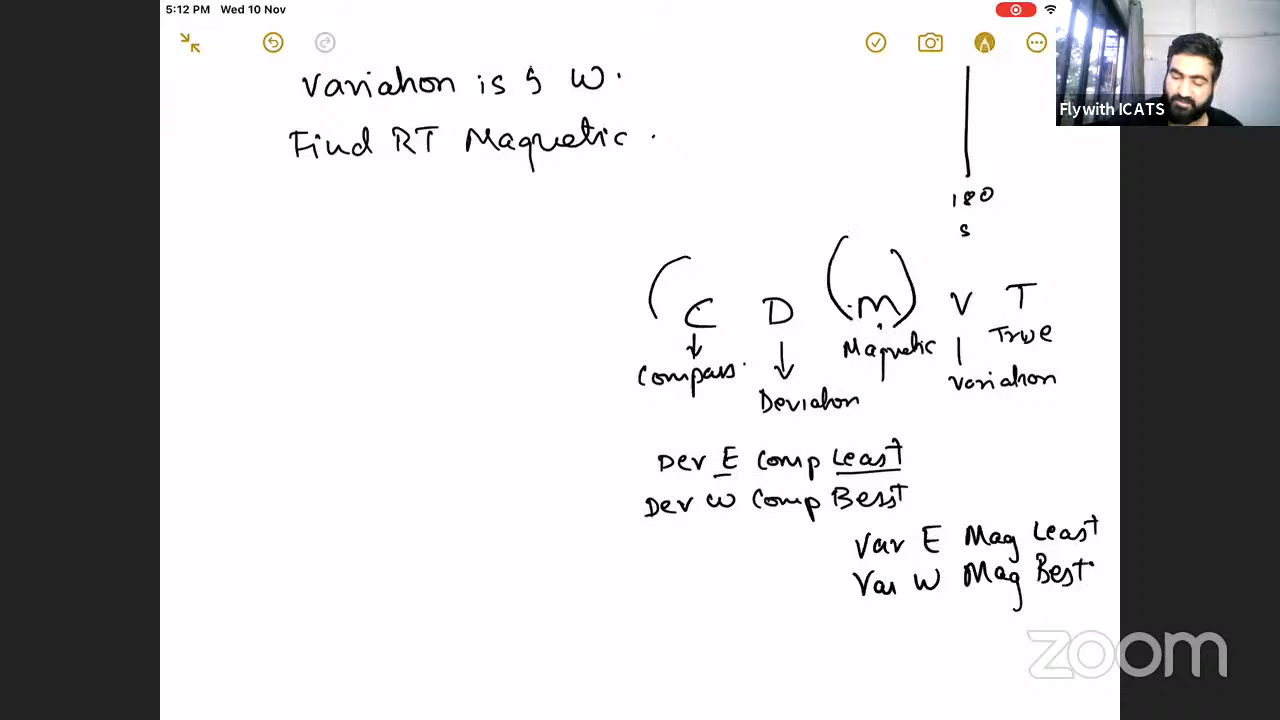 5:12 PM Wed 10 Nov
Variation is 5 W.
Find RT Magnetic.
Flywith ICATS
180
S
C D (M) V T
Compass. Deviation Magnetic Variation True
Dev E Comp Least
Dev W Comp Besst
Var E Mag Least
Var W Mag Best
zoom